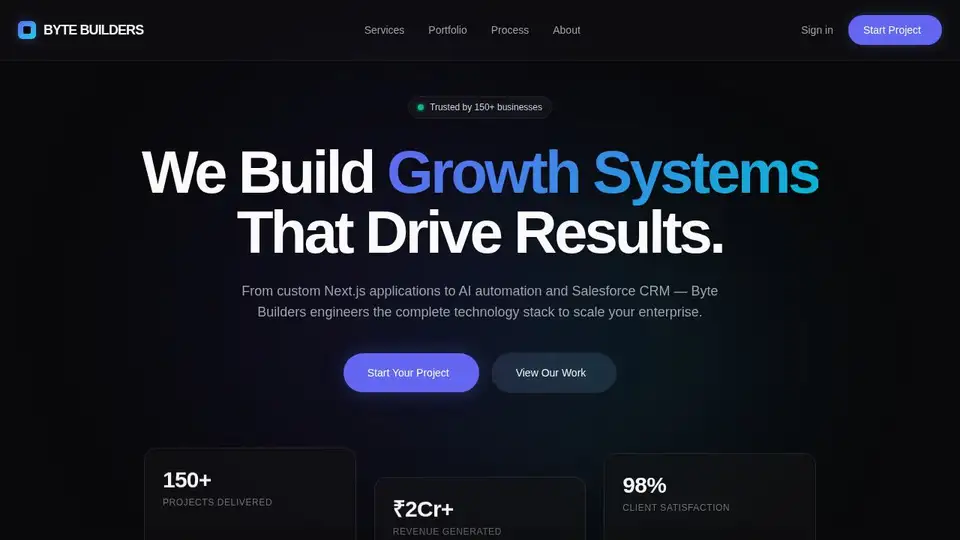 BYTE BUILDERS
Services
Portfolio
Process
About
Sign in
Start Project
Trusted by 150+ businesses
We Build Growth Systems
That Drive Results.
From custom Next.js applications to AI automation and Salesforce CRM — Byte
Builders engineers the complete technology stack to scale your enterprise.
Start Your Project
View Our Work
150+
PROJECTS DELIVERED
₹2Cr+
REVENUE GENERATED
98%
CLIENT SATISFACTION